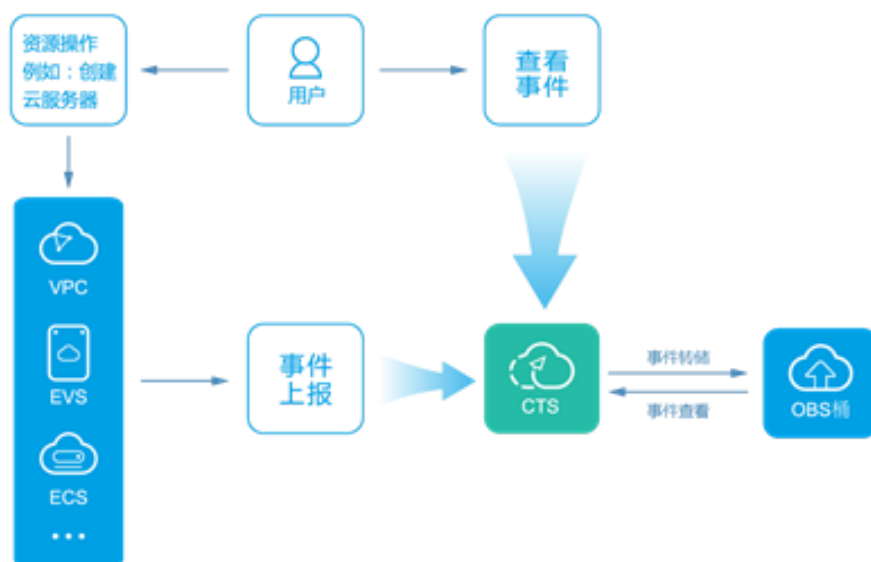 资源操作
例如：创建
云服务器
用户
查看
事件
VPC
EVS
ECS
•••
事件
上报
CTS
事件转储
事件查看
OBS桶